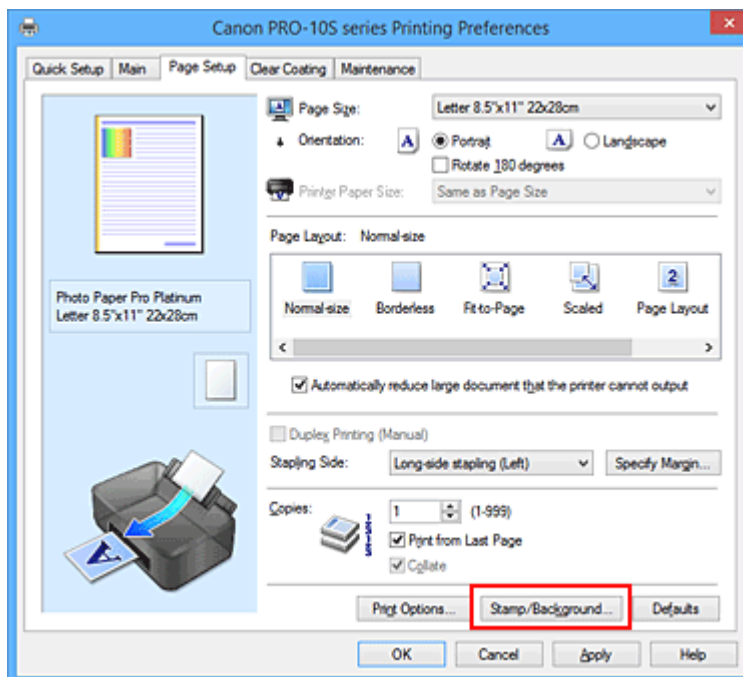 Canon PRO-10S series Printing Preferences
Quick Setup Main Page Setup Clear Coating Maintenance
Photo Paper Pro Platinum
Letter 8.5"x11" 22x28cm
Page Size: Letter 8.5"x11" 22x28cm
Orientation: A Portrait A Landscape
Rotate 180 degrees
Printer Paper Size: Same as Page Size
Page Layout: Normal-size
2
Normal-size Borderless Fit-to-Page Scaled Page Layout
Automatically reduce large document that the printer cannot output
Duplex Printing (Manual)
Stapling Side: Long-side stapling (Left) Specify Margin...
Copies: 1 (1-999)
Print from Last Page
Collate
A
Print Options... Stamp/Background... Defaults
OK Cancel Apply Help